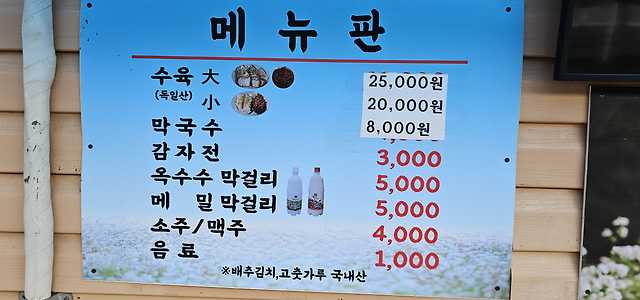 메뉴판
수육 大 25,000원
(독일산)
小 20,000원
막국수 8,000원
감자전 3,000
옥수수 막걸리 5,000
메 밀막걸리 5,000
소주/맥주 4,000
음료 1,000
※배추김치,고춧가루 국내산